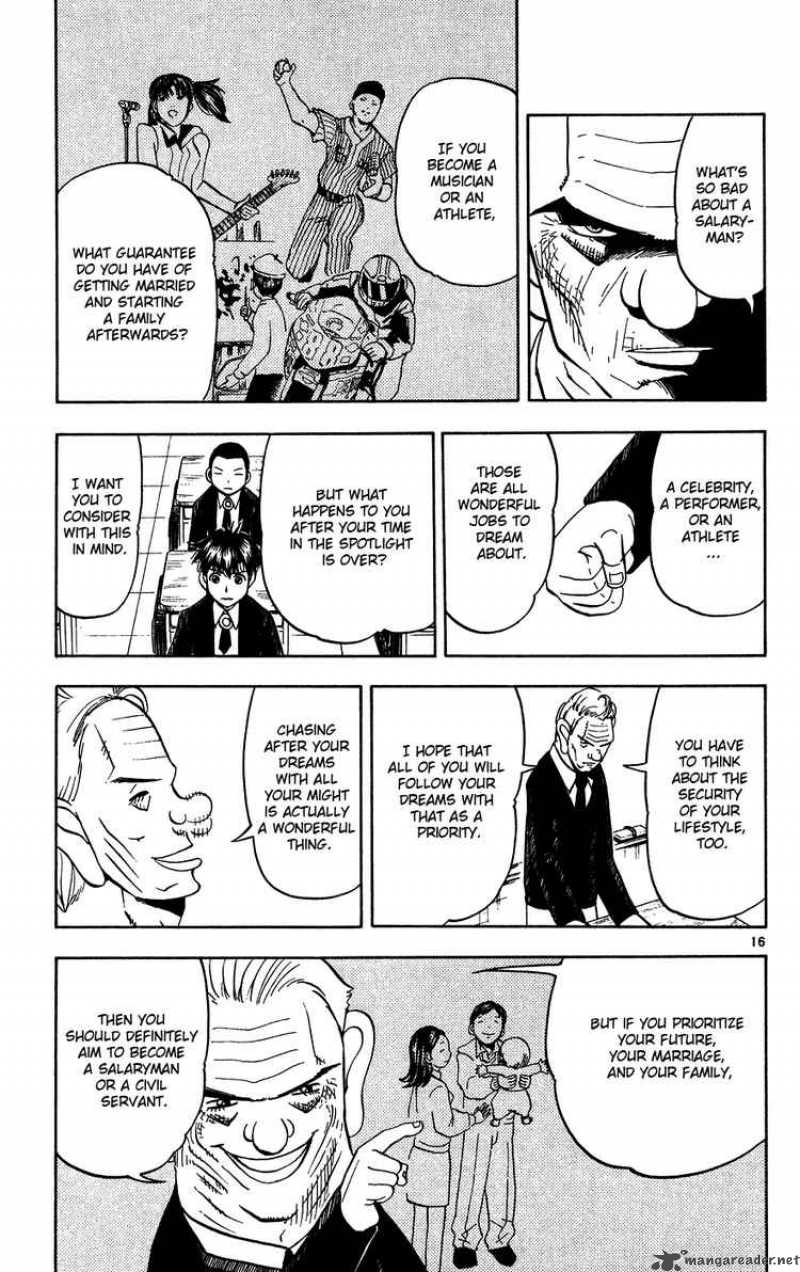 WHAT'S
SO BAD
ABOUT A
SALARY-
MAN?
IF YOU
BECOME A
MUSICIAN
OR AN
ATHLETE,
WHAT GUARANTEE
DO YOU HAVE OF
GETTING MARRIED
AND STARTING
A FAMILY
AFTERWARDS?
A CELEBRITY,
A PERFORMER,
OR AN
ATHLETE
...
THOSE
ARE ALL
WONDERFUL
JOBS TO
DREAM
ABOUT.
BUT WHAT
HAPPENS TO YOU
AFTER YOUR TIME
IN THE SPOTLIGHT
IS OVER?
I WANT
YOU TO
CONSIDER
WITH THIS
IN MIND.
YOU HAVE
TO THINK
ABOUT THE
SECURITY
OF YOUR
LIFESTYLE,
TOO.
I HOPE THAT
ALL OF YOU WILL
FOLLOW YOUR
DREAMS WITH
THAT AS A
PRIORITY.
CHASING
AFTER YOUR
DREAMS
WITH ALL
YOUR MIGHT
IS ACTUALLY
A WONDERFUL
THING.
16
BUT IF YOU PRIORITIZE
YOUR FUTURE,
YOUR MARRIAGE,
AND YOUR FAMILY,
THEN YOU
SHOULD DEFINITELY
AIM TO BECOME
A SALARYMAN
OR A CIVIL
SERVANT.
mangareader.net